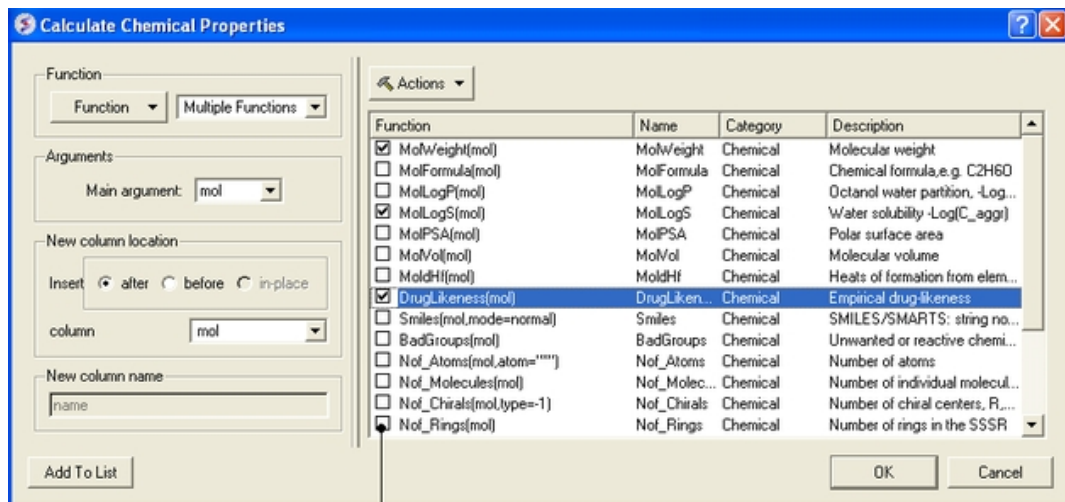 Calculate Chemical Properties
Function
Function Multiple Functions
Arguments
Main argument: mol
New column location
Insert after before in-place
column mol
New column name
name
Add To List
Actions
Function Name Category Description
MolWeight(mol) MolWeight Chemical Molecular weight
MolFormula(mol) MolFormula Chemical Chemical formula,e.g. C2H6O
MolLogP(mol) MolLogP Chemical Octanol water partition, -Log...
MolLogS(mol) MolLogS Chemical Water solubility -Log(C_aggr)
MolPSA(mol) MolPSA Chemical Polar surface area
MolVol(mol) MolVol Chemical Molecular volume
MoldHf(mol) MoldHf Chemical Heats of formation from elem...
DrugLikeness(mol) DrugLiken... Chemical Empirical drug-likeness
Smiles(mol,mode=normal) Smiles Chemical SMILES/SMARTS: string no...
BadGroups(mol) BadGroups Chemical Unwanted or reactive chemi...
Nof_Atoms(mol,atom="""") Nof_Atoms Chemical Number of atoms
Nof_Molecules(mol) Nof_Molec... Chemical Number of individual molecul...
Nof_Chirals(mol,type=-1) Nof_Chirals Chemical Number of chiral centers, R,...
Nof_Rings(mol) Nof_Rings Chemical Number of rings in the SSSR
OK Cancel